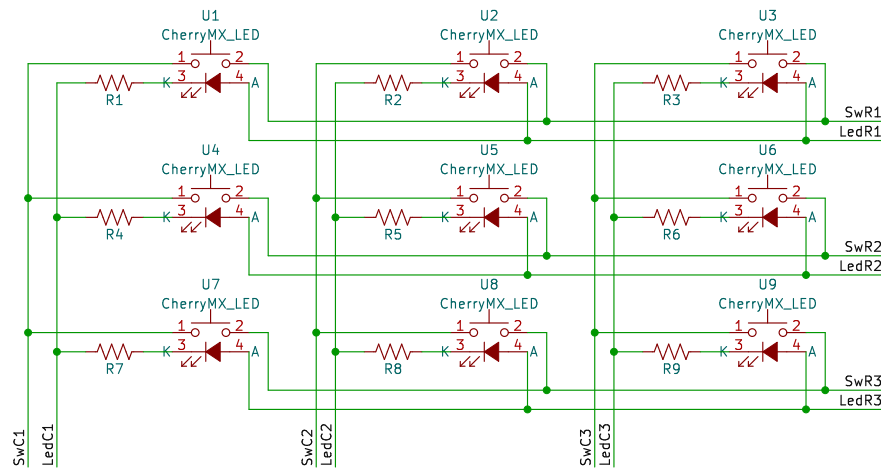 U1 U2 U3
CherryMX_LED CherryMX_LED CherryMX_LED
1 2 1 2 1 2
K 3 4 A K 3 4 A K 3 4 A
R1 R2 R3
SwR1
LedR1
U4 U5 U6
CherryMX_LED CherryMX_LED CherryMX_LED
1 2 1 2 1 2
K 3 4 A K 3 4 A K 3 4 A
R4 R5 R6
SwR2
LedR2
U7 U8 U9
CherryMX_LED CherryMX_LED CherryMX_LED
1 2 1 2 1 2
K 3 4 A K 3 4 A K 3 4 A
R7 R8 R9
SwR3
LedR3
SwC1
LedC1
SwC2
LedC2
SwC3
LedC3